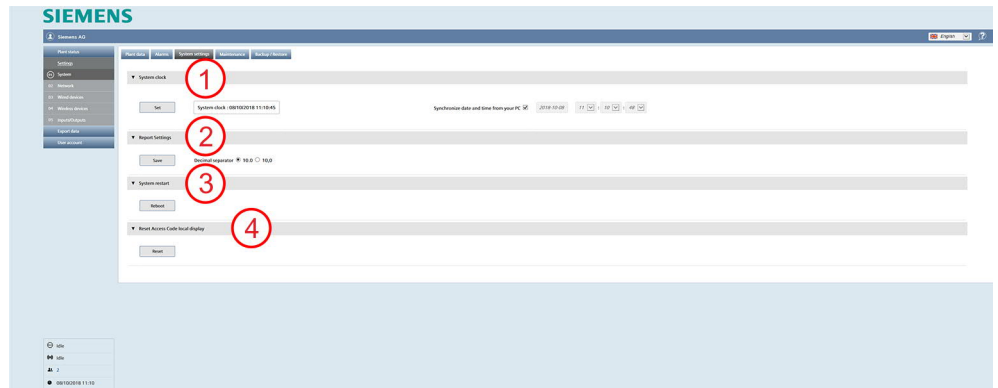 SIEMENS
Siemens AG
English
Plant status
Settings
System
Network
Wired devices
Wireless devices
Inputs/Outputs
Export data
User account
Plant data Alarms System settings Maintenance Backup / Restore
1
System clock
Set System clock : 08/10/2018 11:10:45 Synchronize date and time from your PC 2018-10-08 11 : 10 : 48
2
Report Settings
Save Decimal separator 10.0 10,0
3
System restart
Reboot
4
Reset Access Code local display
Reset
Idle
Idle
2
08/10/2018 11:10